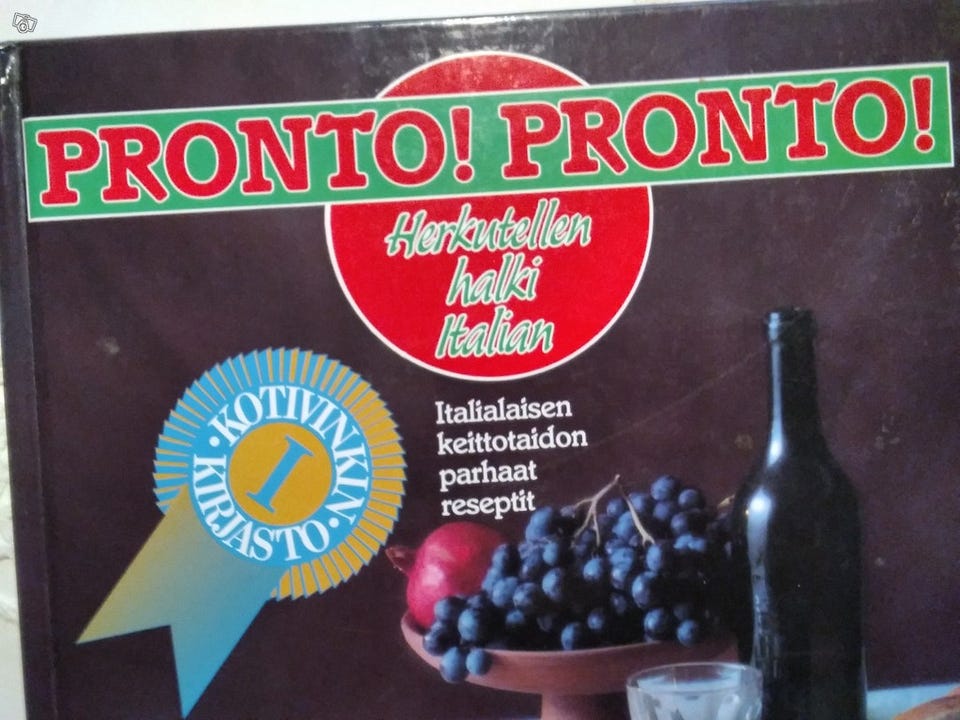 PRONTO! PRONTO!
Herkutellen
halki
Italian
Italialaisen
keittotaidon
parhaat
reseptit
·KOTIVINKIN·
KIRJASTO
I